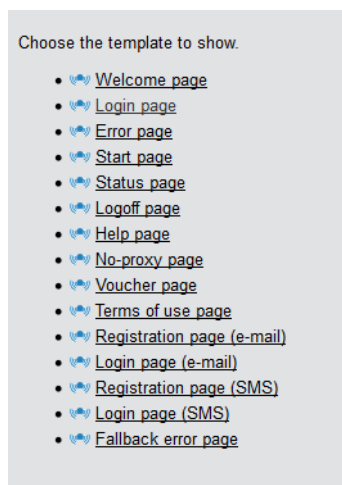 Choose the template to show.
Welcome page
Login page
Error page
Start page
Status page
Logoff page
Help page
No-proxy page
Voucher page
Terms of use page
Registration page (e-mail)
Login page (e-mail)
Registration page (SMS)
Login page (SMS)
Fallback error page